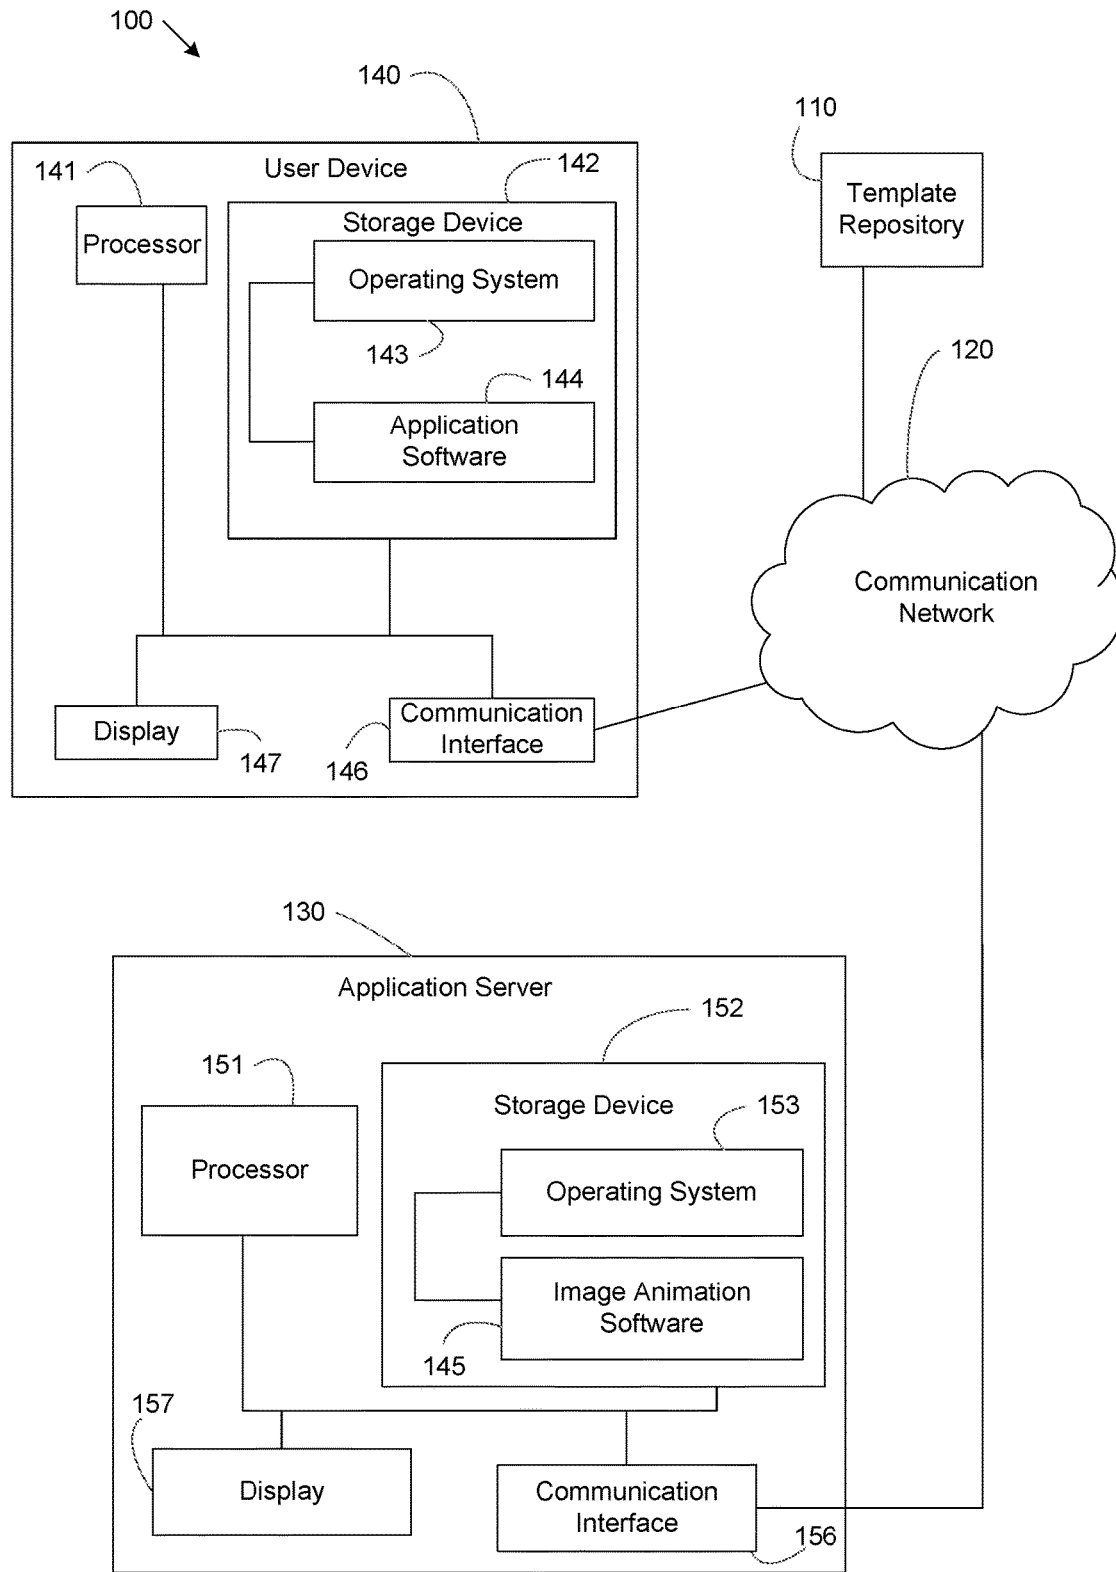 100
140
110
User Device
141
142
Template
Repository
Storage Device
Processor
Operating System
143
120
144
Application
Software
Communication
Network
Display
147
146
Communication
Interface
130
Application Server
152
151
Storage Device
153
Processor
Operating System
Image Animation
Software
145
157
Display
Communication
Interface
156